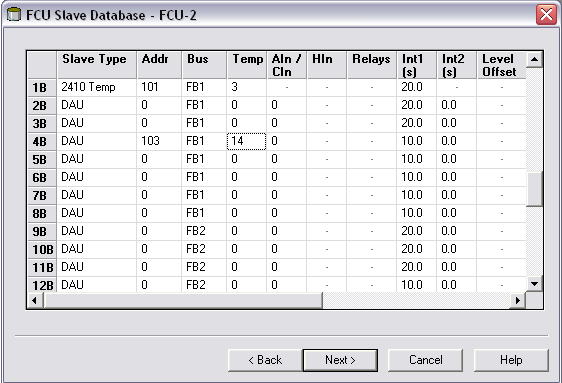 FCU Slave Database - FCU-2
Slave Type Addr Bus Temp AIn / CIn HIn Relays Int1 (s) Int2 (s) Level Offset
1B 2410 Temp 101 FB1 3 - - - 20.0 - -
2B DAU 0 FB1 0 0 - - 20.0 0.0 -
3B DAU 0 FB1 0 0 - - 20.0 0.0 -
4B DAU 103 FB1 14 0 - - 10.0 0.0 -
5B DAU 0 FB1 0 0 - - 10.0 0.0 -
6B DAU 0 FB1 0 0 - - 10.0 0.0 -
7B DAU 0 FB1 0 0 - - 10.0 0.0 -
8B DAU 0 FB1 0 0 - - 10.0 0.0 -
9B DAU 0 FB2 0 0 - - 20.0 0.0 -
10B DAU 0 FB2 0 0 - - 20.0 0.0 -
11B DAU 0 FB2 0 0 - - 20.0 0.0 -
12B DAU 0 FB2 0 0 - - 10.0 0.0 -
< Back Next > Cancel Help